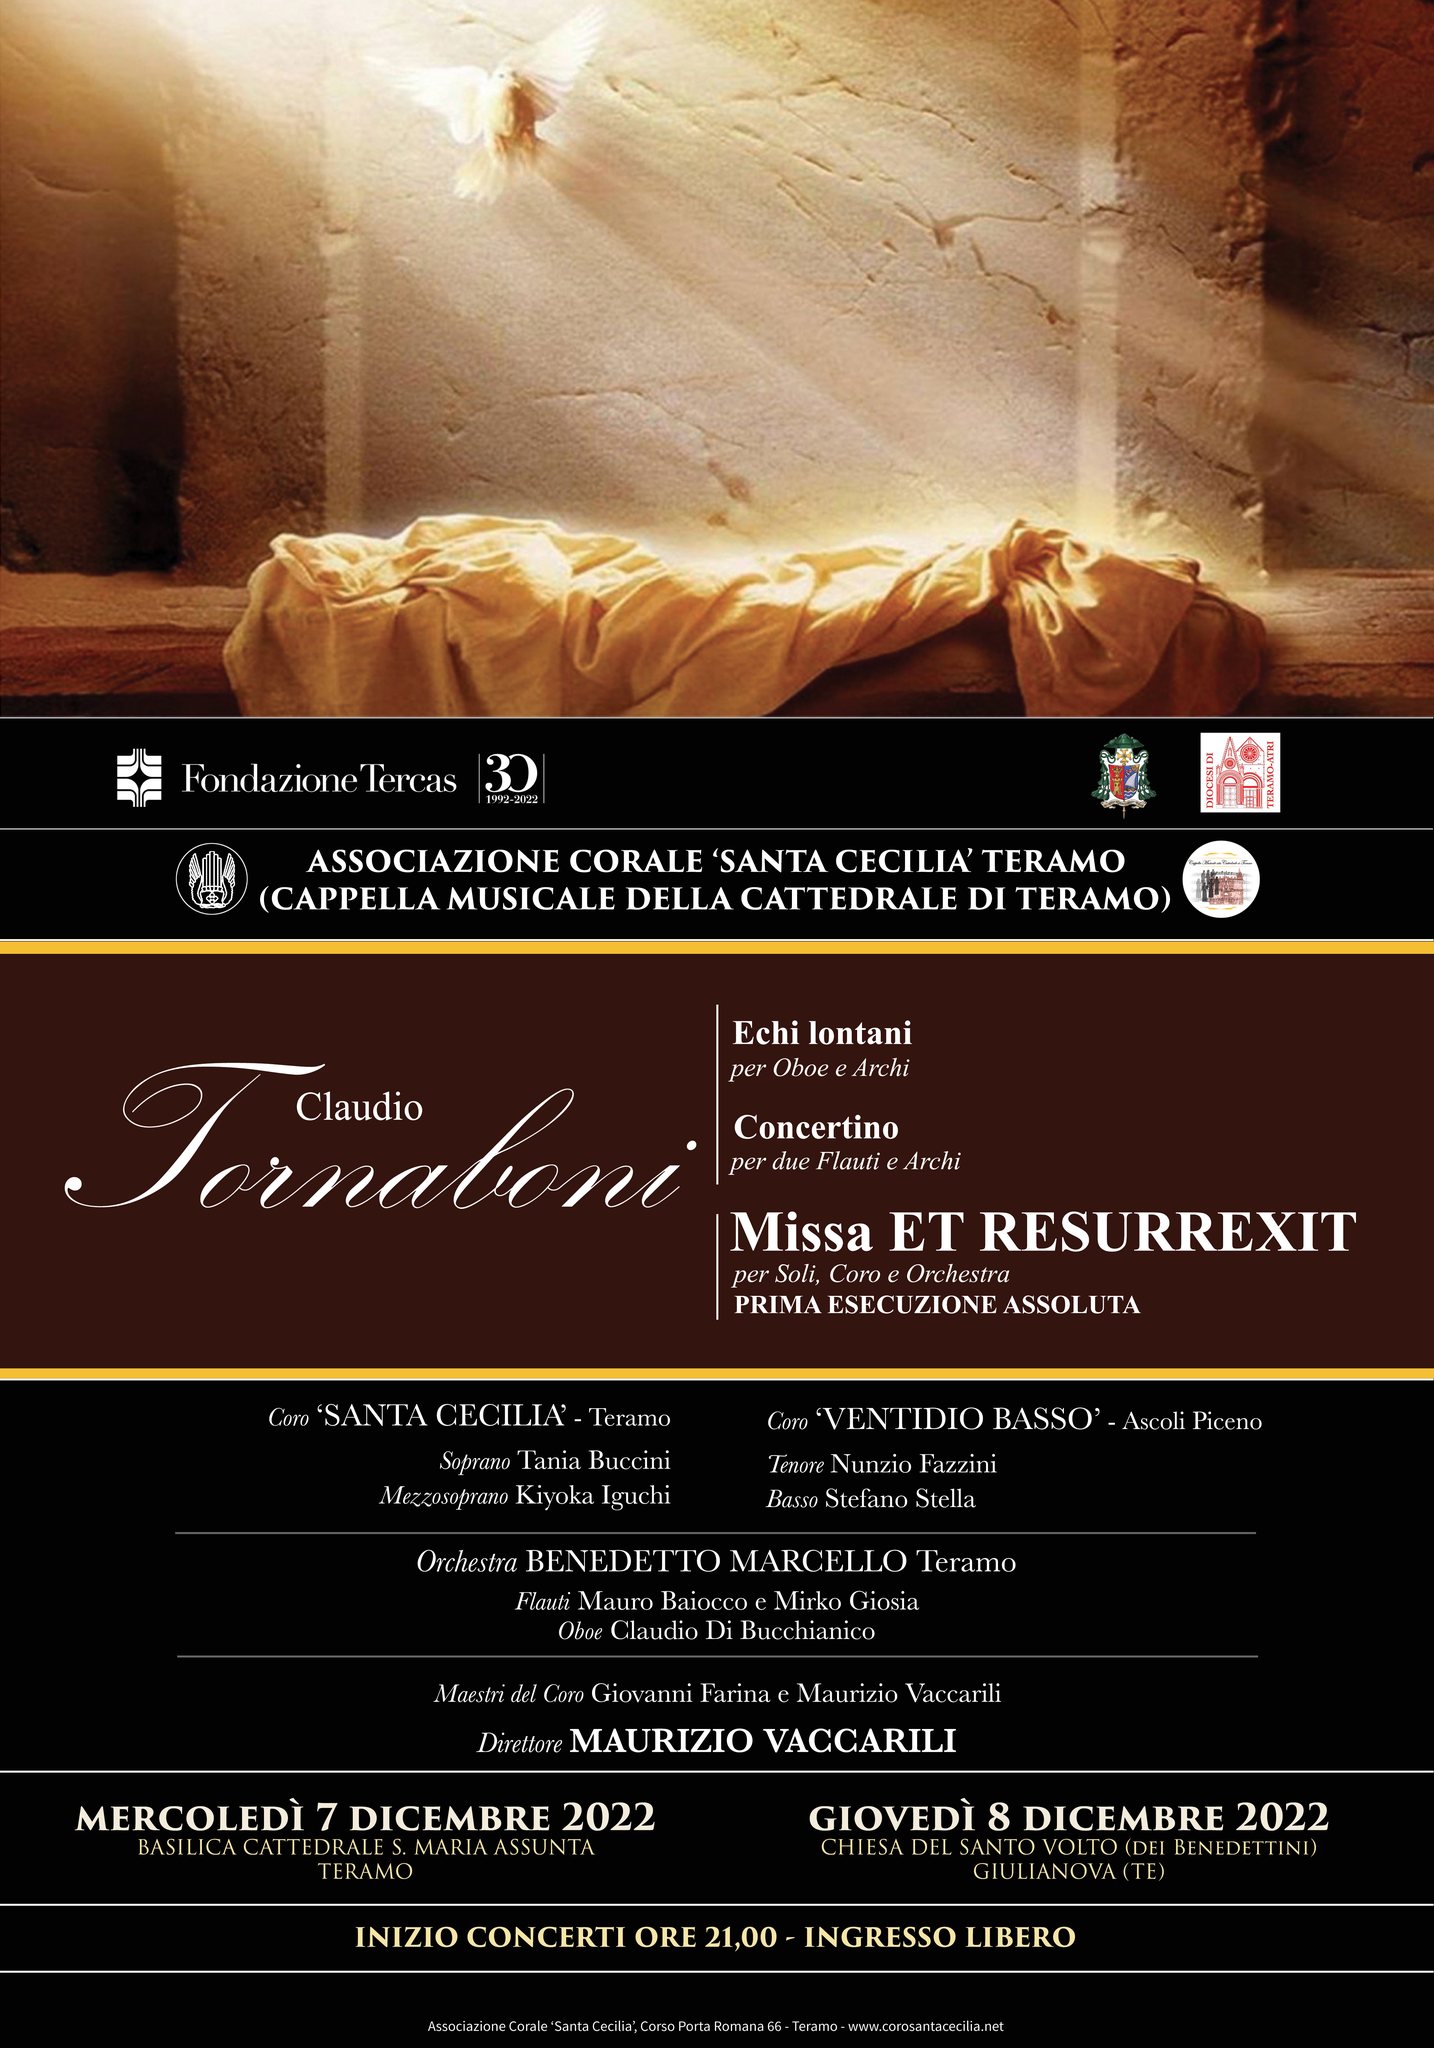 Fondazione Tercas
30
1992-2022
DIOCESI DI
TERAMO-ATRI
ASSOCIAZIONE CORALE ‘SANTA CECILIA’ TERAMO
(CAPPELLA MUSICALE DELLA CATTEDRALE DI TERAMO)
Claudio
Tornaboni
Echi lontani
per Oboe e Archi
Concertino
per due Flauti e Archi
Missa ET RESURREXIT
per Soli, Coro e Orchestra
PRIMA ESECUZIONE ASSOLUTA
Coro ‘SANTA CECILIA’ - Teramo
Soprano Tania Buccini
Mezzosoprano Kiyoka Iguchi
Coro ‘VENTIDIO BASSO’ - Ascoli Piceno
Tenore Nunzio Fazzini
Basso Stefano Stella
Orchestra BENEDETTO MARCELLO Teramo
Flauti Mauro Baiocco e Mirko Giosia
Oboe Claudio Di Bucchianico
Maestri del Coro Giovanni Farina e Maurizio Vaccarili
Direttore MAURIZIO VACCARILI
MERCOLEDÌ 7 DICEMBRE 2022
BASILICA CATTEDRALE S. MARIA ASSUNTA
TERAMO
GIOVEDÌ 8 DICEMBRE 2022
CHIESA DEL SANTO VOLTO (DEI BENEDETTINI)
GIULIANOVA (TE)
INIZIO CONCERTI ORE 21,00 - INGRESSO LIBERO
Associazione Corale ‘Santa Cecilia’, Corso Porta Romana 66 - Teramo - www.corosantacecilia.net